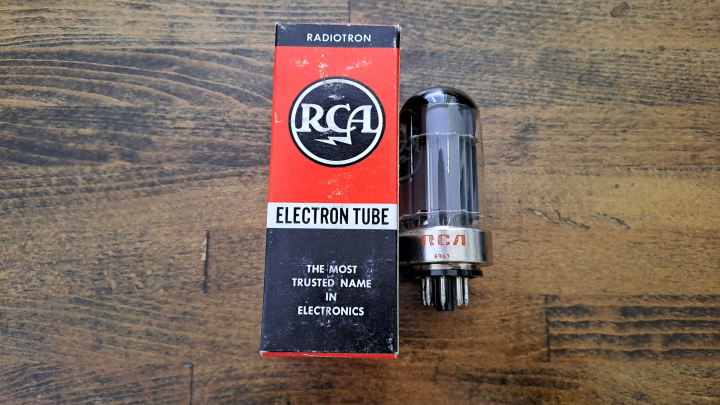 RADIOTRON
RCA
ELECTRON TUBE
THE MOST
TRUSTED NAME
IN
ELECTRONICS
RCA